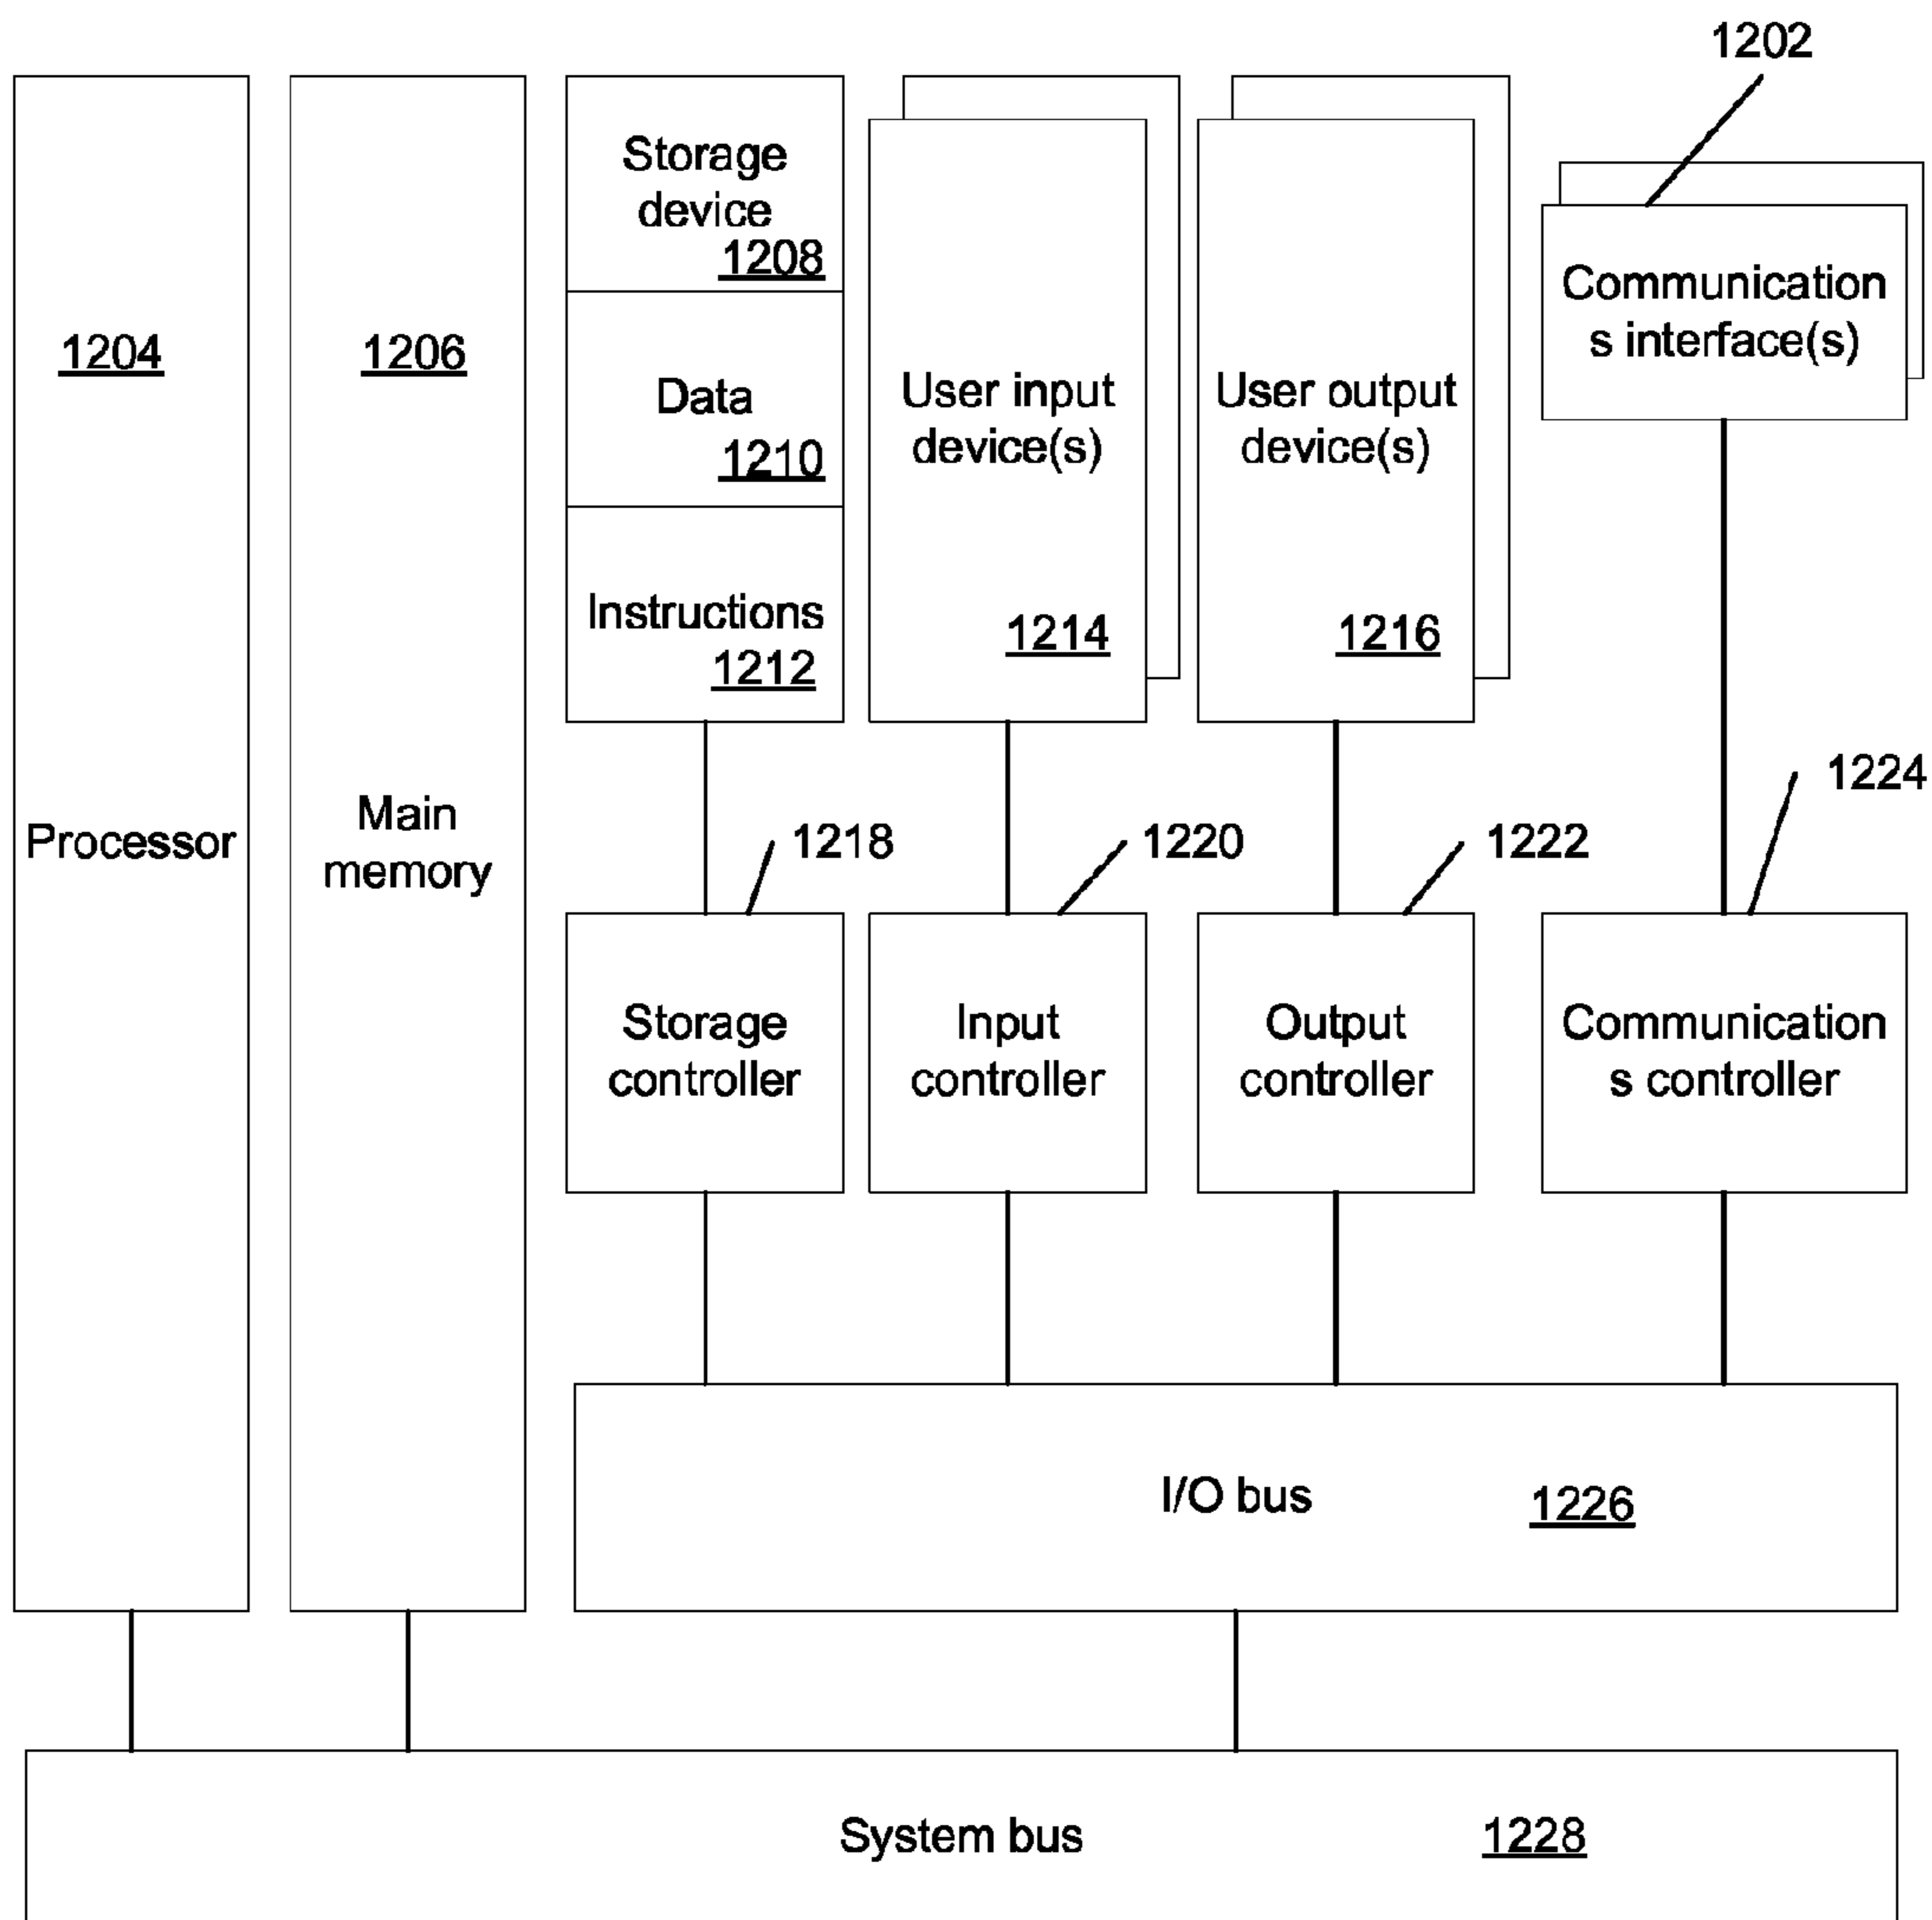 1202
Storage
device
1208
Communication
s interface(s)
1204
1206
Data
1210
User input
device(s)
User output
device(s)
Instructions
1212
1214
1216
1224
Processor
Main
memory
1218
1220
1222
Storage
controller
Input
controller
Output
controller
Communication
s controller
I/O bus
1226
System bus
1228